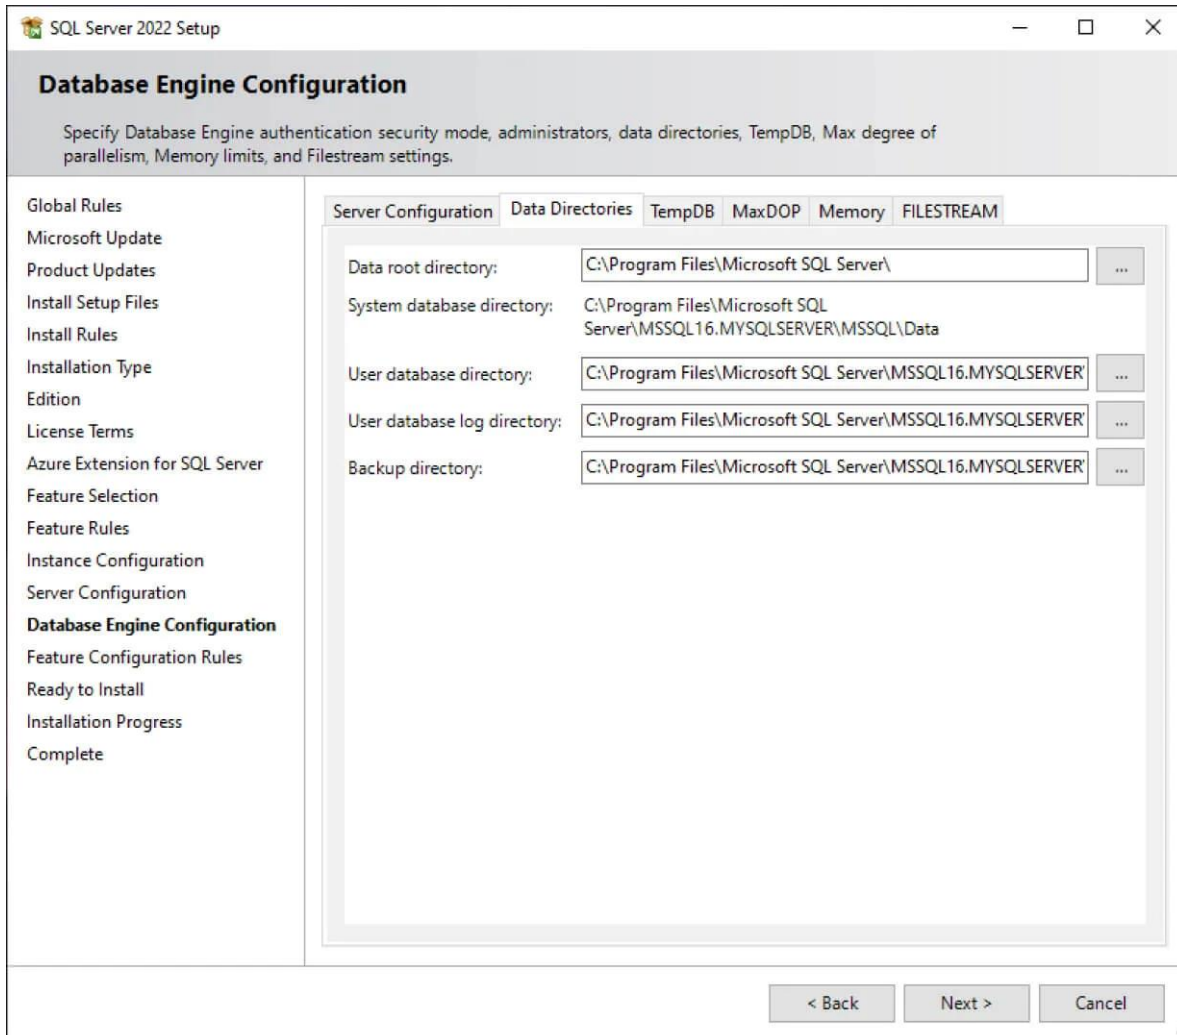 SQL Server 2022 Setup
Database Engine Configuration
Specify Database Engine authentication security mode, administrators, data directories, TempDB, Max degree of
parallelism, Memory limits, and Filestream settings.
Global Rules
Microsoft Update
Product Updates
Install Setup Files
Install Rules
Installation Type
Edition
License Terms
Azure Extension for SQL Server
Feature Selection
Feature Rules
Instance Configuration
Server Configuration
Database Engine Configuration
Feature Configuration Rules
Ready to Install
Installation Progress
Complete
Server Configuration Data Directories TempDB MaxDOP Memory FILESTREAM
Data root directory: C:\Program Files\Microsoft SQL Server\ ...
System database directory: C:\Program Files\Microsoft SQL
Server\MSSQL16.MYSQLSERVER\MSSQL\Data
User database directory: C:\Program Files\Microsoft SQL Server\MSSQL16.MYSQLSERVER\ ...
User database log directory: C:\Program Files\Microsoft SQL Server\MSSQL16.MYSQLSERVER\ ...
Backup directory: C:\Program Files\Microsoft SQL Server\MSSQL16.MYSQLSERVER\ ...
< Back Next > Cancel